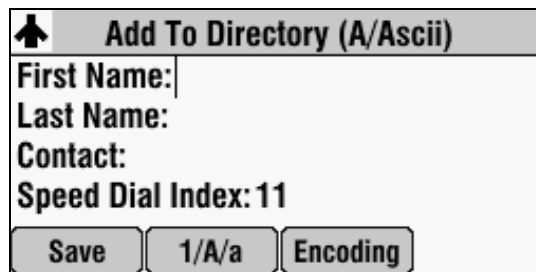 Add To Directory (A/Ascii)
First Name:
Last Name:
Contact:
Speed Dial Index: 11
Save 1/A/a Encoding